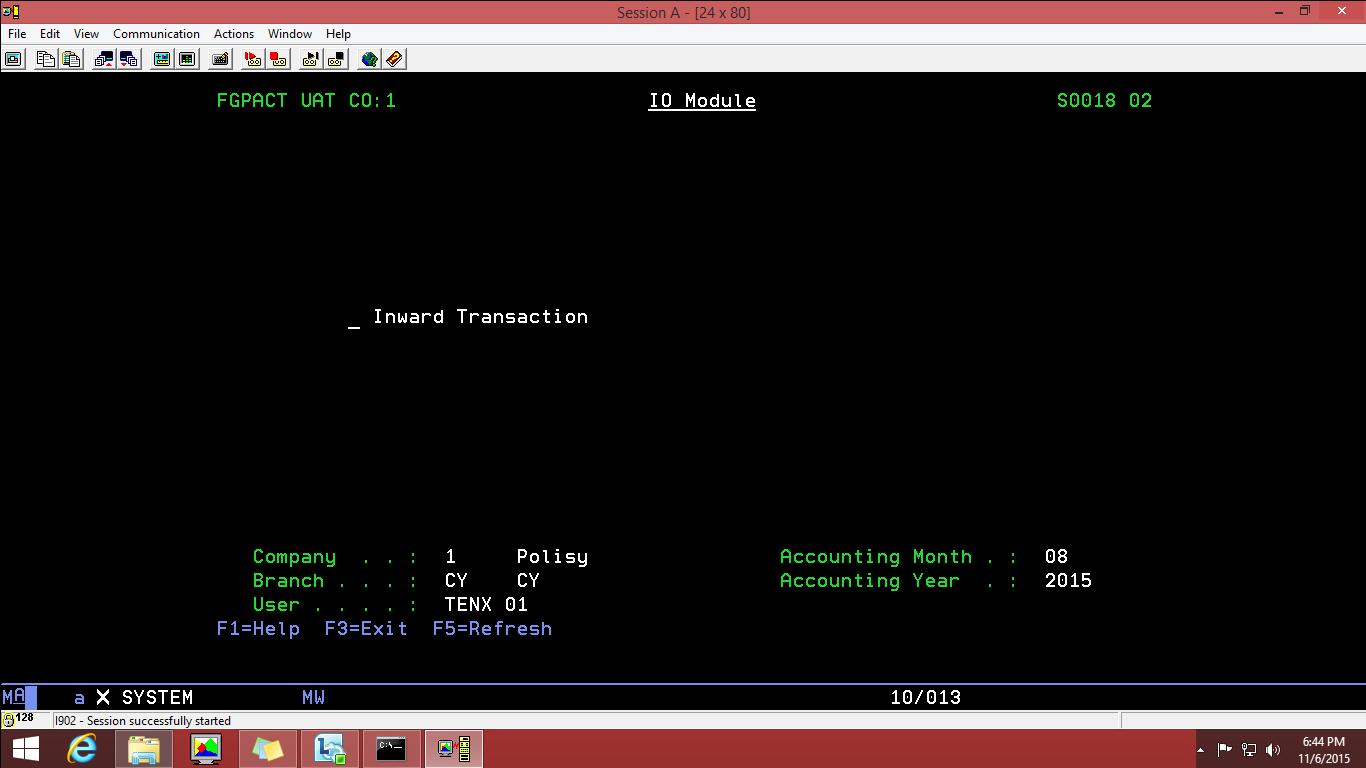 Session A - [24 x 80]
File Edit View Communication Actions Window Help
FGPACT UAT CO:1 IO Module S0018 02
_ Inward Transaction
Company . . : 1 Polisy Accounting Month . : 08
Branch . . . : CY CY Accounting Year . : 2015
User . . . . : TENX 01
F1=Help F3=Exit F5=Refresh
MA a X SYSTEM MW 10/013
128 I902 - Session successfully started
C:\_
6:44 PM
11/6/2015